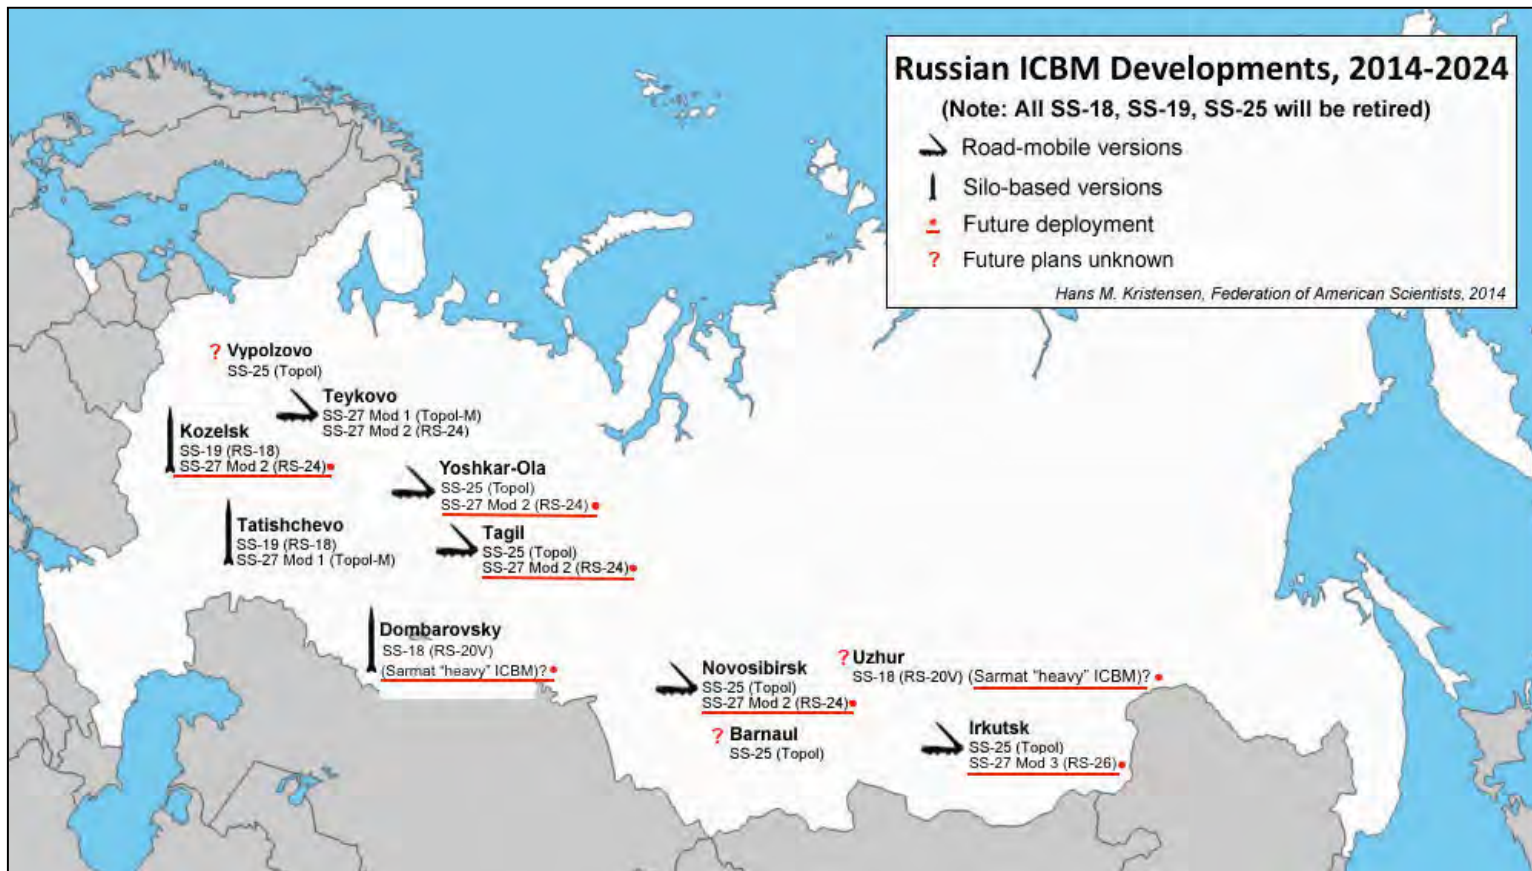 Russian ICBM Developments, 2014-2024
(Note: All SS-18, SS-19, SS-25 will be retired)
Road-mobile versions
Silo-based versions
Future deployment
? Future plans unknown
Hans M. Kristensen, Federation of American Scientists, 2014
? Vypolzovo
SS-25 (Topol)
Teykovo
SS-27 Mod 1 (Topol-M)
SS-27 Mod 2 (RS-24)
Kozelsk
SS-19 (RS-18)
SS-27 Mod 2 (RS-24)
Yoshkar-Ola
SS-25 (Topol)
SS-27 Mod 2 (RS-24)
Tatishchevo
SS-19 (RS-18)
SS-27 Mod 1 (Topol-M)
Tagil
SS-25 (Topol)
SS-27 Mod 2 (RS-24)
Dombarovsky
SS-18 (RS-20V)
(Sarmat "heavy" ICBM)?
Novosibirsk
SS-25 (Topol)
SS-27 Mod 2 (RS-24)
? Uzhur
SS-18 (RS-20V) (Sarmat "heavy" ICBM)?
? Barnaul
SS-25 (Topol)
Irkutsk
SS-25 (Topol)
SS-27 Mod 3 (RS-26)